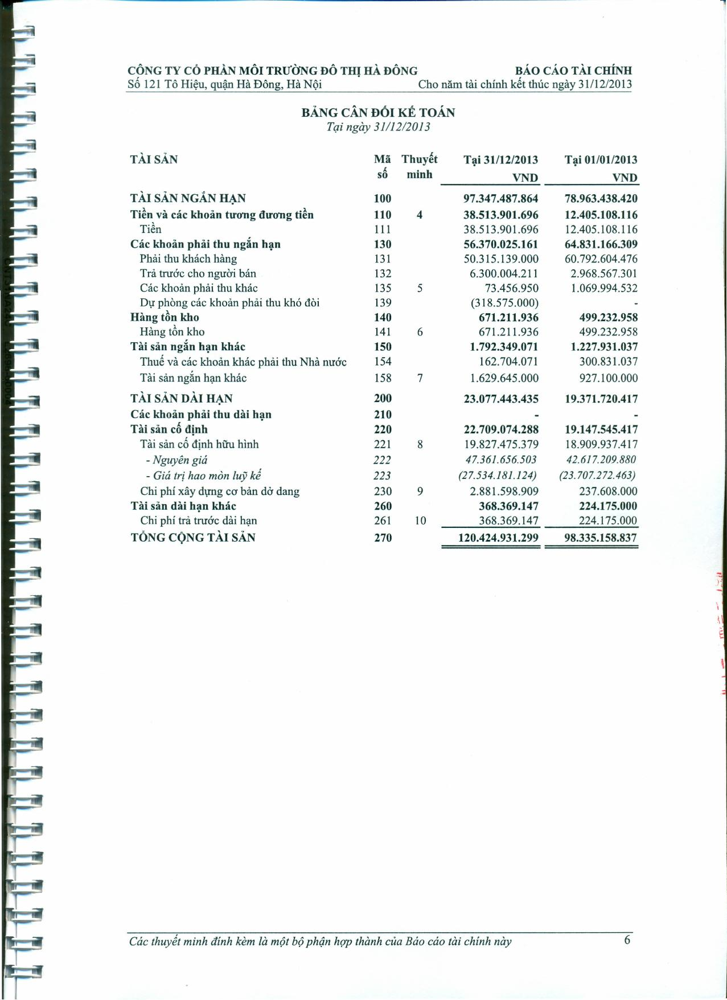 CÔNG TY CỔ PHẦN MÔI TRƯỜNG ĐÔ THỊ HÀ ĐÔNG BÁO CÁO TÀI CHÍNH
Số 121 Tô Hiệu, quận Hà Đông, Hà Nội Cho năm tài chính kết thúc ngày 31/12/2013
BẢNG CÂN ĐỐI KẾ TOÁN
Tại ngày 31/12/2013
TÀI SẢN Mã Thuyết Tại 31/12/2013 Tại 01/01/2013
số minh VND VND
TÀI SẢN NGẮN HẠN 100 97.347.487.864 78.963.438.420
Tiền và các khoản tương đương tiền 110 4 38.513.901.696 12.405.108.116
Tiền 111 38.513.901.696 12.405.108.116
Các khoản phải thu ngắn hạn 130 56.370.025.161 64.831.166.309
Phải thu khách hàng 131 50.315.139.000 60.792.604.476
Trả trước cho người bán 132 6.300.004.211 2.968.567.301
Các khoản phải thu khác 135 5 73.456.950 1.069.994.532
Dự phòng các khoản phải thu khó đòi 139 (318.575.000) -
Hàng tồn kho 140 671.211.936 499.232.958
Hàng tồn kho 141 6 671.211.936 499.232.958
Tài sản ngắn hạn khác 150 1.792.349.071 1.227.931.037
Thuế và các khoản khác phải thu Nhà nước 154 162.704.071 300.831.037
Tài sản ngắn hạn khác 158 7 1.629.645.000 927.100.000
TÀI SẢN DÀI HẠN 200 23.077.443.435 19.371.720.417
Các khoản phải thu dài hạn 210 - -
Tài sản cố định 220 22.709.074.288 19.147.545.417
Tài sản cố định hữu hình 221 8 19.827.475.379 18.909.937.417
- Nguyên giá 222 47.361.656.503 42.617.209.880
- Giá trị hao mòn luỹ kế 223 (27.534.181.124) (23.707.272.463)
Chi phí xây dựng cơ bản dở dang 230 9 2.881.598.909 237.608.000
Tài sản dài hạn khác 260 368.369.147 224.175.000
Chi phí trả trước dài hạn 261 10 368.369.147 224.175.000
TỔNG CỘNG TÀI SẢN 270 120.424.931.299 98.335.158.837
Các thuyết minh đính kèm là một bộ phận hợp thành của Báo cáo tài chính này 6